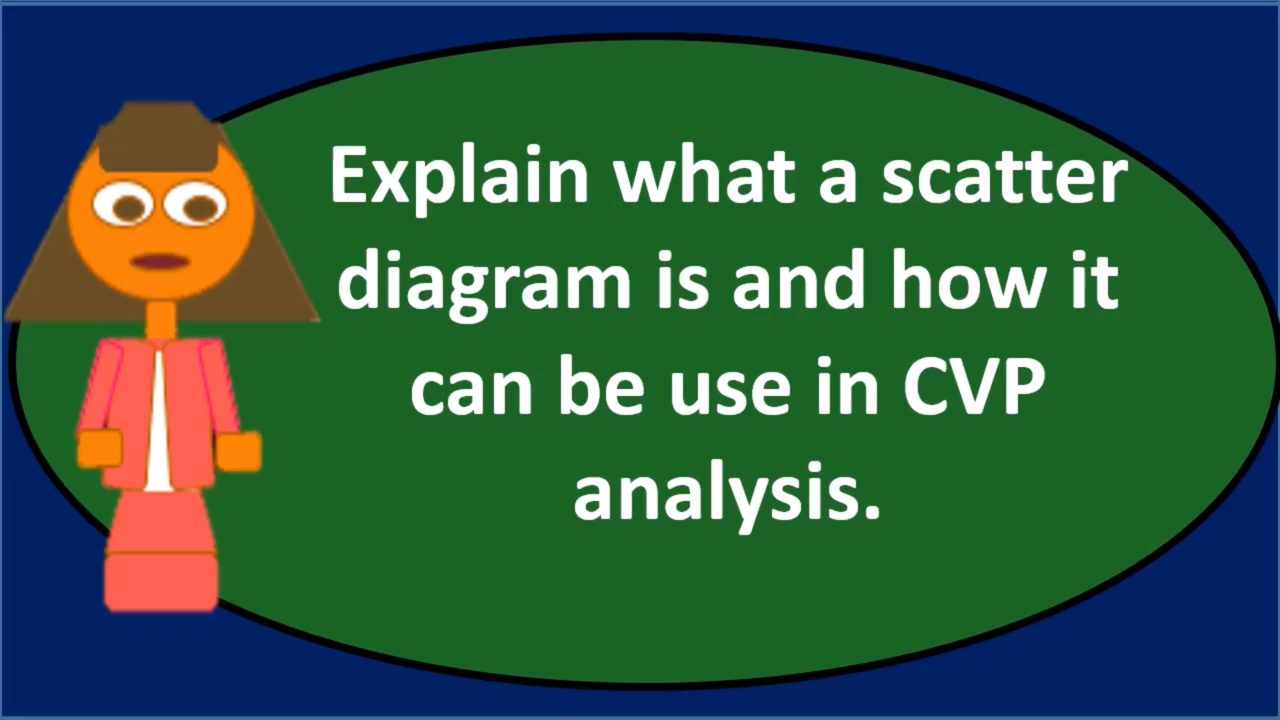 Explain what a scatter
diagram is and how it
can be use in CVP
analysis.